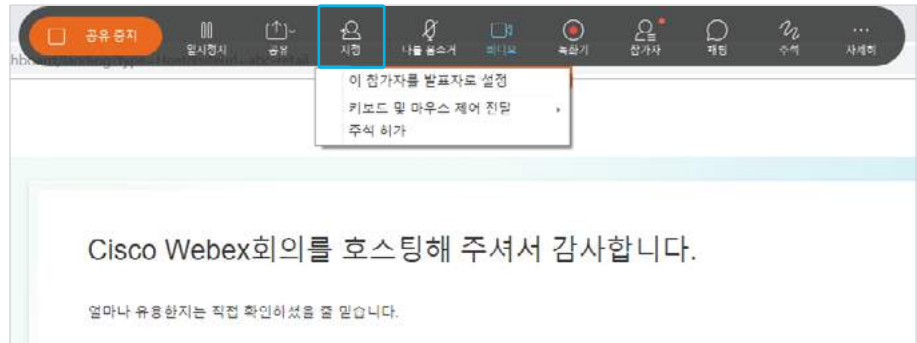 공유 중지
일시정지
공유
지정
나를 음소거
비디오
녹화기
참가자
채팅
주석
자세히
이 참가자를 발표자로 설정
키보드 및 마우스 제어 전달
주석 허가
Cisco Webex회의를 호스팅해 주셔서 감사합니다.
얼마나 유용한지는 직접 확인하셨을 줄 믿습니다.